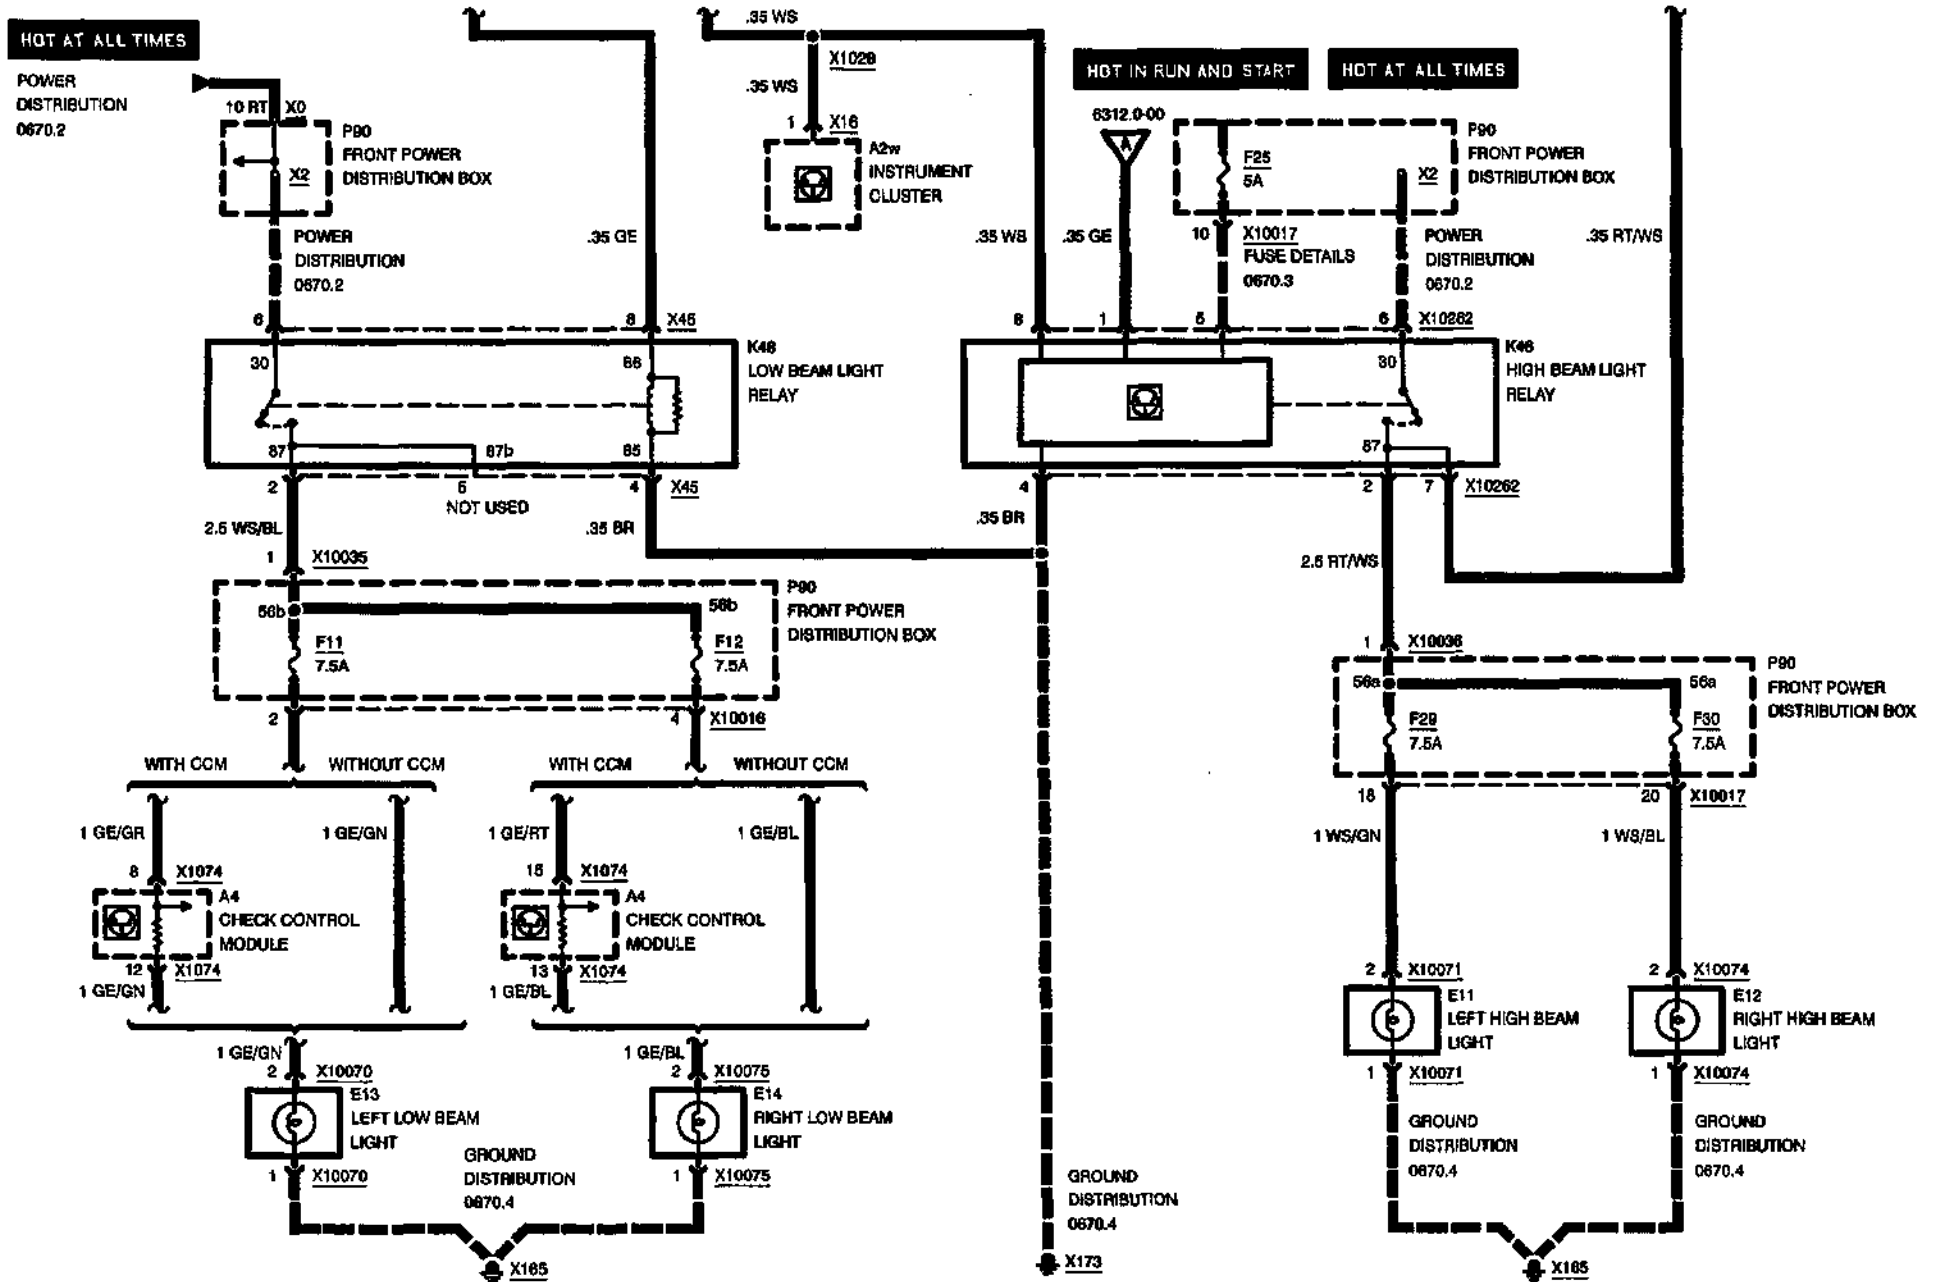 HOT AT ALL TIMES
POWER
DISTRIBUTION
0670.2
10 RT
X0
P90
FRONT POWER
DISTRIBUTION BOX
X2
POWER
DISTRIBUTION
0670.2
.35 GE
.35 WS
X1028
.35 WS
1
X16
A2w
INSTRUMENT
CLUSTER
.35 WS
HOT IN RUN AND START
HOT AT ALL TIMES
6312.0-00
A
.35 GE
F25
5A
X2
P90
FRONT POWER
DISTRIBUTION BOX
10
X10017
FUSE DETAILS
0670.3
POWER
DISTRIBUTION
0670.2
.35 RT/WS
6
8
X45
30
86
K48
LOW BEAM LIGHT
RELAY
87
87b
85
2
5
NOT USED
4
X45
8
1
5
6
X10262
30
K46
HIGH BEAM LIGHT
RELAY
87
4
2
7
X10262
2.5 WS/BL
.35 BR
.35 BR
2.5 RT/WS
1
X10035
P90
FRONT POWER
DISTRIBUTION BOX
56b
56b
F11
7.5A
F12
7.5A
2
4
X10016
1
X10036
P90
FRONT POWER
DISTRIBUTION BOX
56a
56a
F29
7.5A
F30
7.5A
18
20
X10017
WITH CCM
WITHOUT CCM
WITH CCM
WITHOUT CCM
1 GE/GR
1 GE/GN
1 GE/RT
1 GE/BL
1 WS/GN
1 WS/BL
8
X1074
A4
CHECK CONTROL
MODULE
12
X1074
1 GE/GN
15
X1074
A4
CHECK CONTROL
MODULE
13
X1074
1 GE/BL
2
X10071
E11
LEFT HIGH BEAM
LIGHT
1
X10071
2
X10074
E12
RIGHT HIGH BEAM
LIGHT
1
X10074
1 GE/GN
2
X10070
E13
LEFT LOW BEAM
LIGHT
1
X10070
1 GE/BL
2
X10075
E14
RIGHT LOW BEAM
LIGHT
1
X10075
GROUND
DISTRIBUTION
0670.4
X165
GROUND
DISTRIBUTION
0670.4
X173
GROUND
DISTRIBUTION
0670.4
GROUND
DISTRIBUTION
0670.4
X165